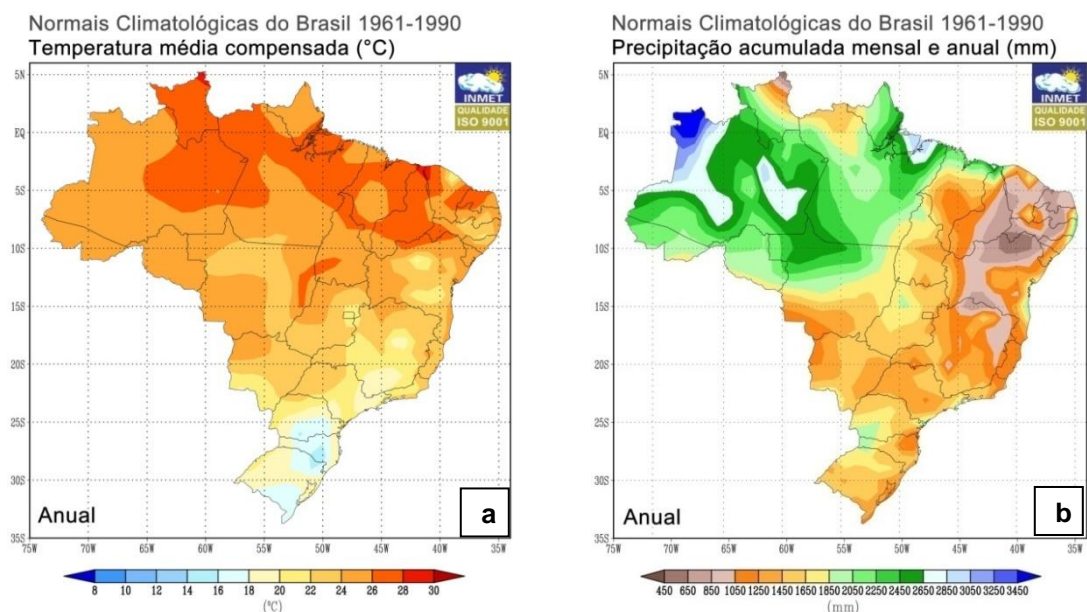 Normais Climatológicas do Brasil 1961-1990
Temperatura média compensada (°C)
INMET
QUALIDADE
ISO 9001
5N
EQ
5S
10S
15S
20S
25S
30S
35S
Anual
a
75W 70W 65W 60W 55W 50W 45W 40W 35W
8 10 12 14 16 18 20 22 24 26 28 30
(°C)
Normais Climatológicas do Brasil 1961-1990
Precipitação acumulada mensal e anual (mm)
INMET
QUALIDADE
ISO 9001
5N
EQ
5S
10S
15S
20S
25S
30S
35S
Anual
b
75W 70W 65W 60W 55W 50W 45W 40W 35W
450 650 850 1050 1250 1450 1650 1850 2050 2250 2450 2650 2850 3050 3250 3450
(mm)